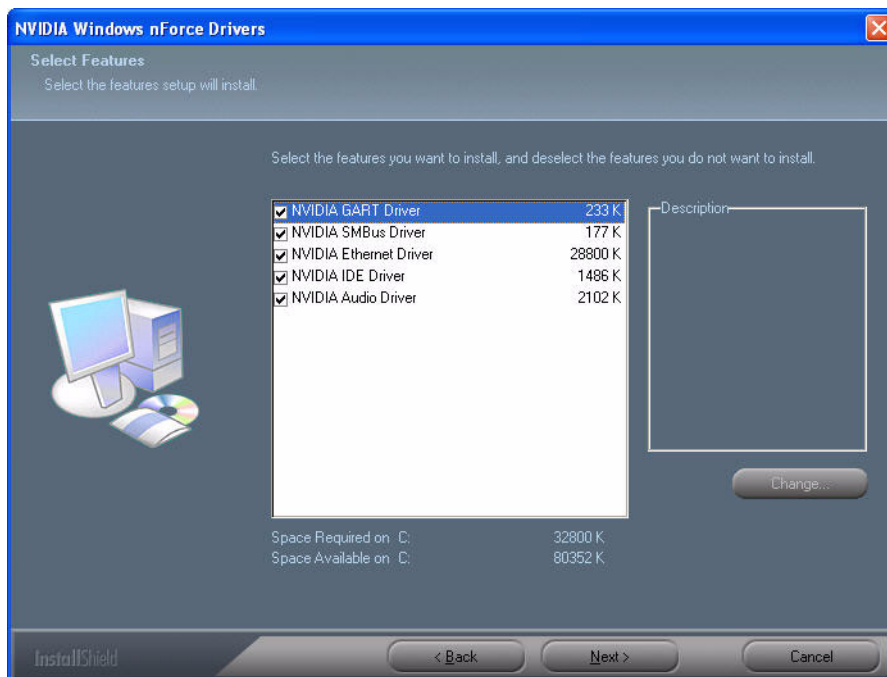 NVIDIA Windows nForce Drivers
Select Features
Select the features setup will install.
Select the features you want to install, and deselect the features you do not want to install.
NVIDIA GART Driver 233 K
NVIDIA SMBus Driver 177 K
NVIDIA Ethernet Driver 28800 K
NVIDIA IDE Driver 1486 K
NVIDIA Audio Driver 2102 K
Description
Change...
Space Required on C: 32800 K
Space Available on C: 80352 K
InstallShield
< Back
Next >
Cancel